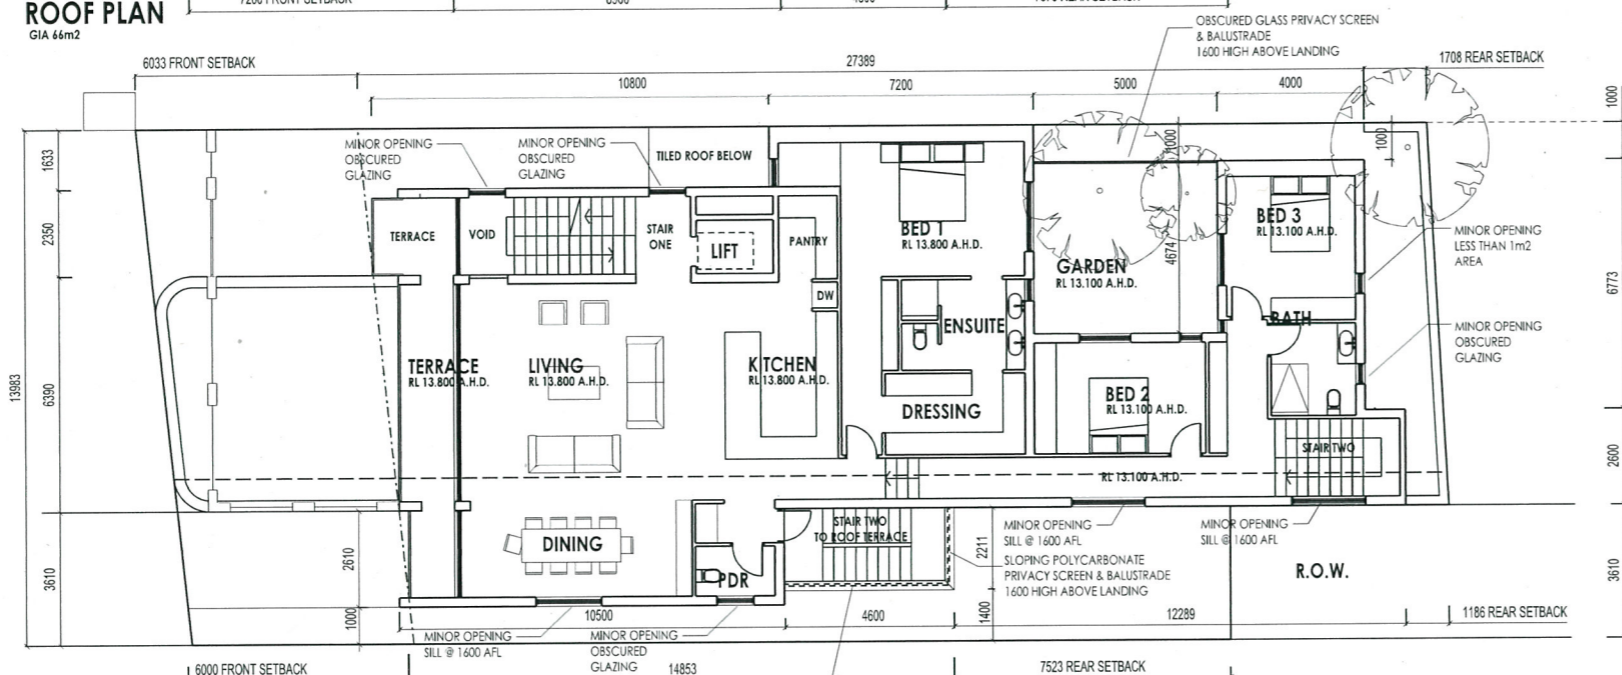 7200 FRONT SETBACK
ROOF PLAN
GIA 66m2
OBSCURED GLASS PRIVACY SCREEN
& BALUSTRADE
1600 HIGH ABOVE LANDING
6033 FRONT SETBACK
27389
1708 REAR SETBACK
10800
7200
5000
4000
1000
1633
MINOR OPENING
OBSCURED
GLAZING
MINOR OPENING
OBSCURED
GLAZING
TILED ROOF BELOW
1000
1000
2350
TERRACE
VOID
STAIR
ONE
LIFT
PANTRY
BED 1
RL 13.800 A.H.D.
BED 3
RL 13.100 A.H.D.
MINOR OPENING
LESS THAN 1m2
AREA
GARDEN
RL 13.100 A.H.D.
4674
6773
DW
ENSUITE
BATH
MINOR OPENING
OBSCURED
GLAZING
13983
6390
TERRACE
RL 13.800 A.H.D.
LIVING
RL 13.800 A.H.D.
KITCHEN
RL 13.800 A.H.D.
DRESSING
BED 2
RL 13.100 A.H.D.
STAIR TWO
RL 13.100 A.H.D.
2600
DINING
PDR
STAIR TWO
TO ROOF TERRACE
2211
MINOR OPENING
SILL @ 1600 AFL
MINOR OPENING
SILL @ 1600 AFL
SLOPING POLYCARBONATE
PRIVACY SCREEN & BALUSTRADE
1600 HIGH ABOVE LANDING
R.O.W.
3610
2610
3610
1000
10500
4600
1400
12289
1186 REAR SETBACK
MINOR OPENING
SILL @ 1600 AFL
MINOR OPENING
OBSCURED
GLAZING
6000 FRONT SETBACK
14853
7523 REAR SETBACK